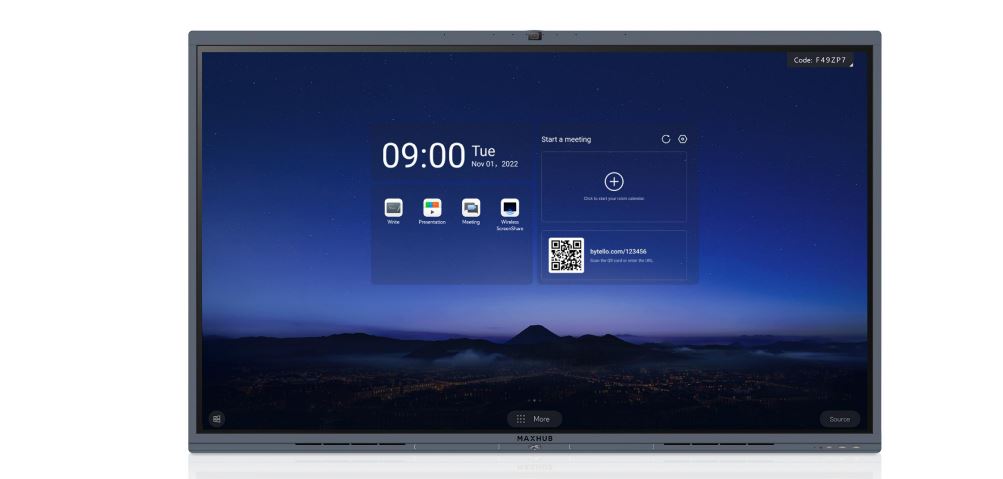 Code: F49ZP7
09:00
Tue
Nov 01, 2022
Start a meeting
Click to start your room calendar.
Write
Presentation
Meeting
Wireless
ScreenShare
bytello.com/123456
Scan the QR card or enter the URL.
More
Source
MAXHUB